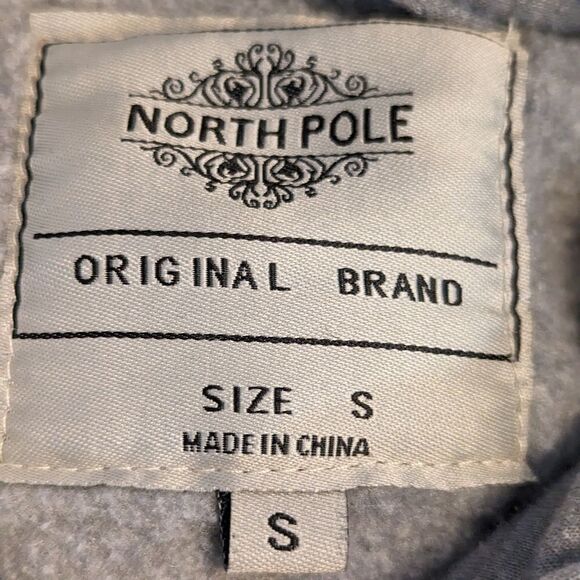 NORTH POLE
ORIGINAL BRAND
SIZE S
MADE IN CHINA
S